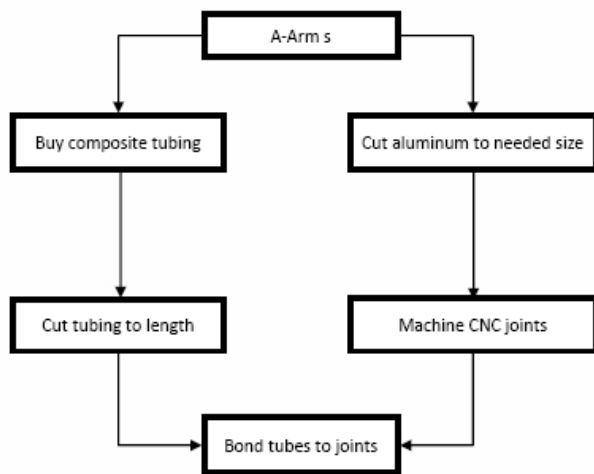 A-Arm s
Buy composite tubing
Cut aluminum to needed size
Cut tubing to length
Machine CNC joints
Bond tubes to joints